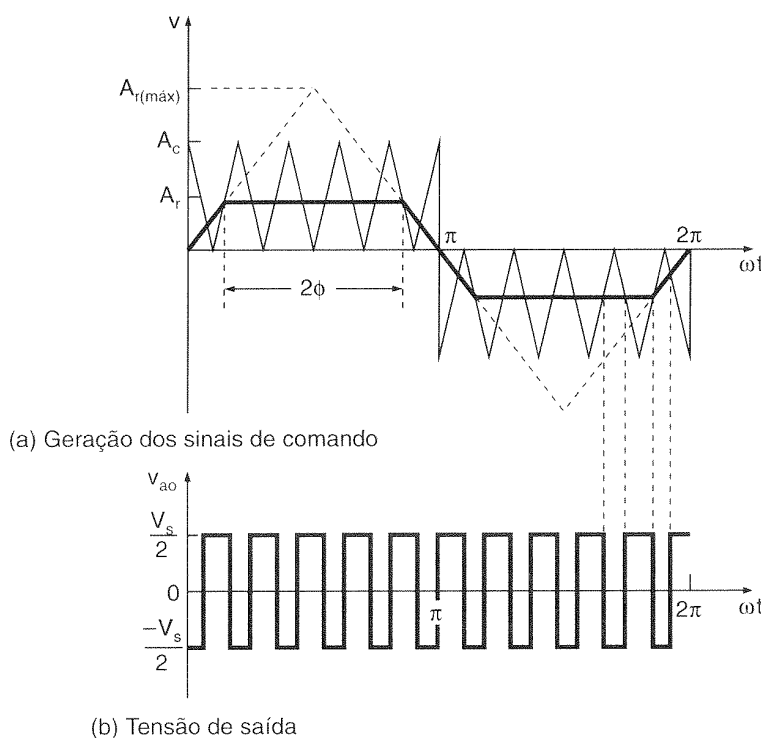 v
A_r(máx)
A_c
A_r
π
2π
ωt
2ϕ
(a) Geração dos sinais de comando
v_ao
V_s
2
0
π
2π
ωt
−V_s
2
(b) Tensão de saída